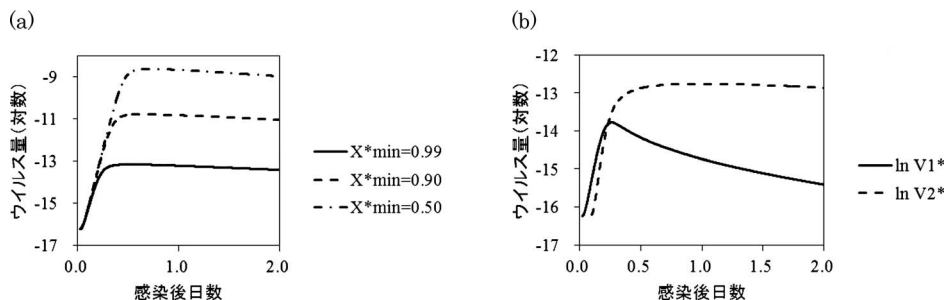 (a)
ウイルス量(対数)
-9
-11
-13
-15
-17
0.0
1.0
2.0
感染後日数
X*min=0.99
X*min=0.90
X*min=0.50
(b)
ウイルス量(対数)
-12
-13
-14
-15
-16
-17
0.0
0.5
1.0
1.5
2.0
感染後日数
ln V1*
ln V2*